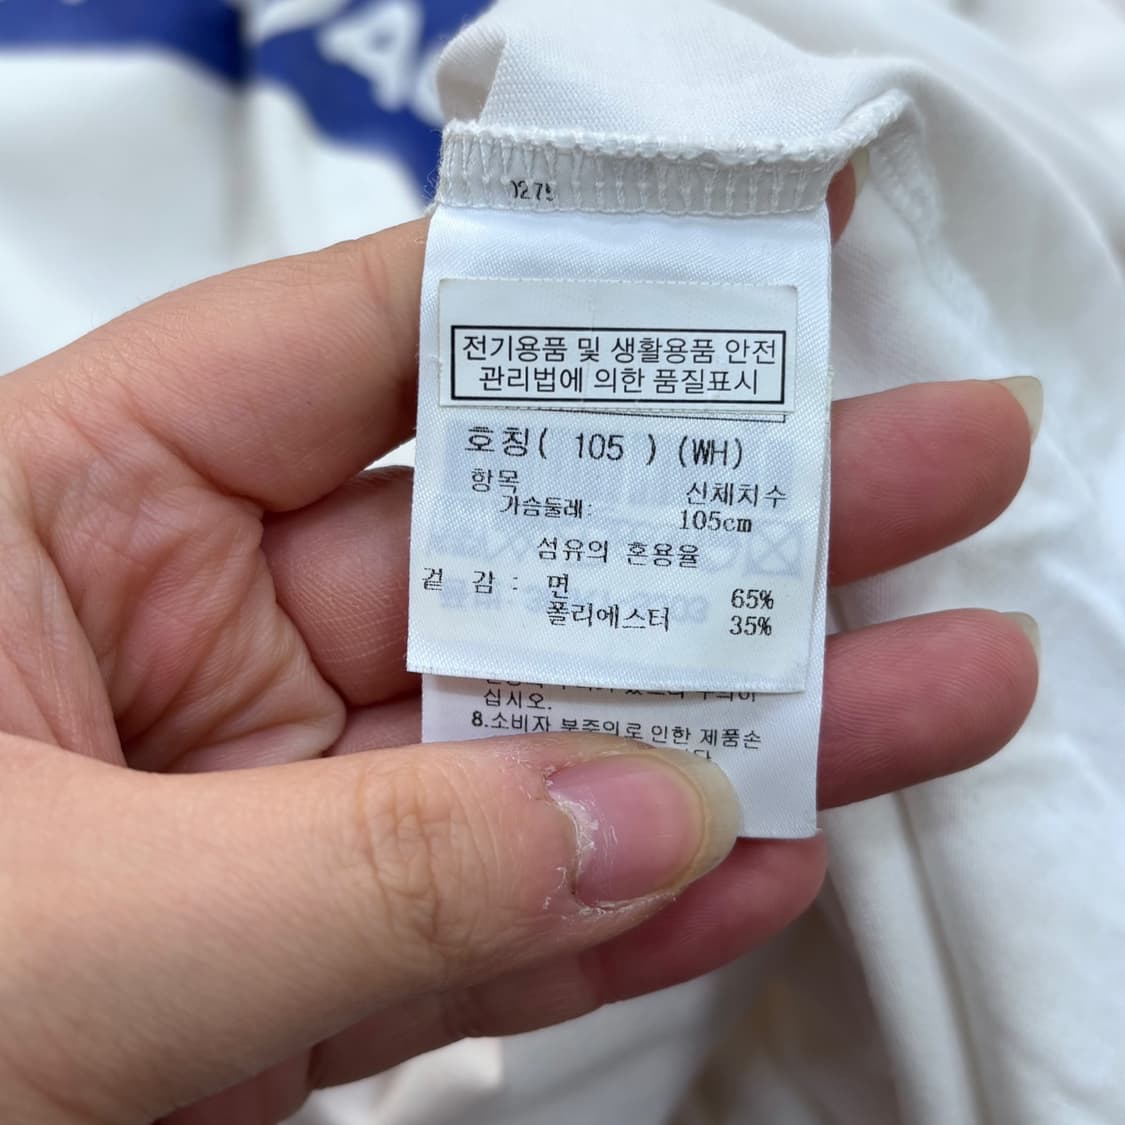 전기용품 및 생활용품 안전
관리법에 의한 품질표시
호칭( 105 ) (WH)
항목 신체치수
가슴둘레: 105cm
섬유의 혼용율
겉 감 : 면 65%
폴리에스터 35%
십시오.
8.소비자 부주의로 인한 제품손